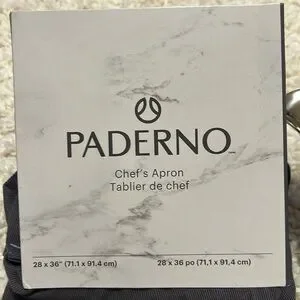 PADERNO
Chef's Apron
Tablier de chef
28 x 36" (71.1 x 91.4 cm)
28 x 36 po (71,1 x 91,4 cm)